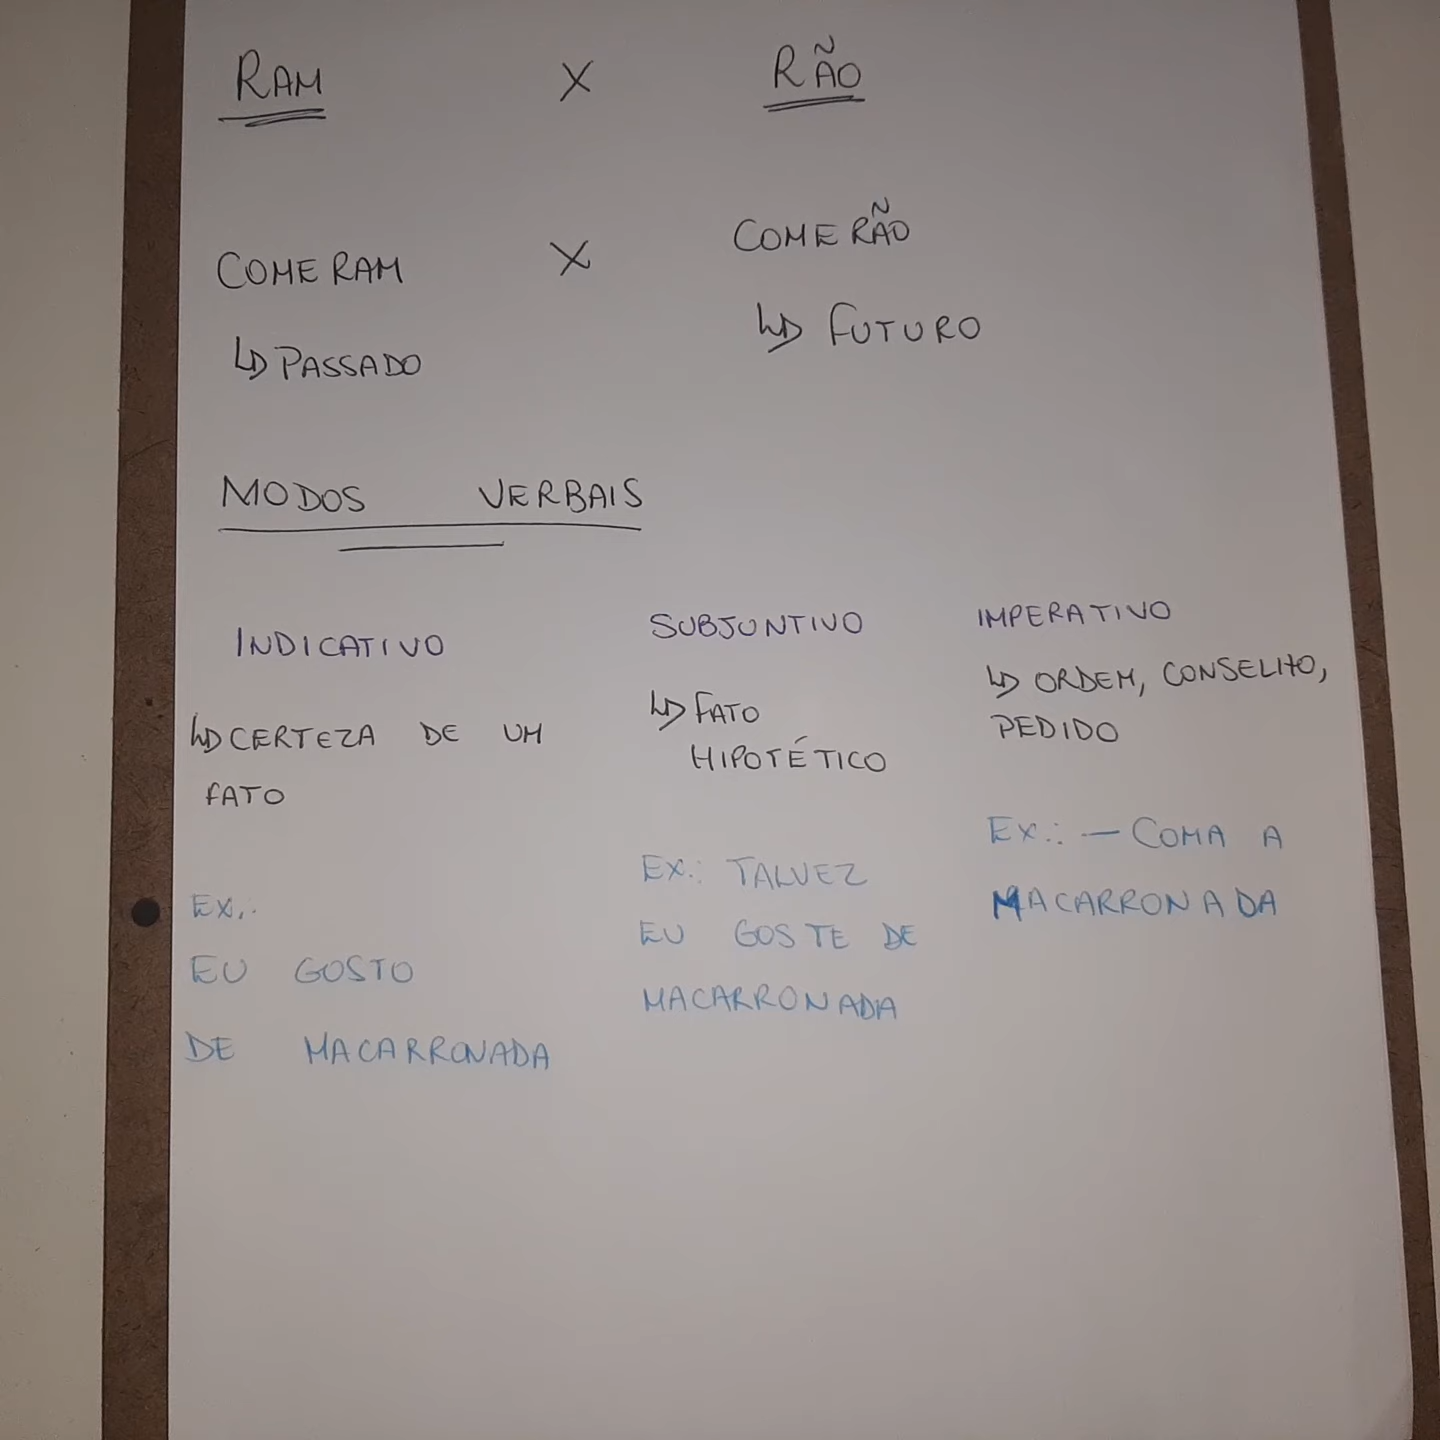 RAM X RÃO
COMERAM X COMERÃO
↳ PASSADO
↳ FUTURO
MODOS VERBAIS
INDICATIVO
↳ CERTEZA DE UM
FATO
EX.:
EU GOSTO
DE MACARRONADA
SUBJUNTIVO
↳ FATO
HIPOTÉTICO
EX.: TALVEZ
EU GOSTE DE
MACARRONADA
IMPERATIVO
↳ ORDEM, CONSELHO,
PEDIDO
EX.: — COMA A
MACARRONADA